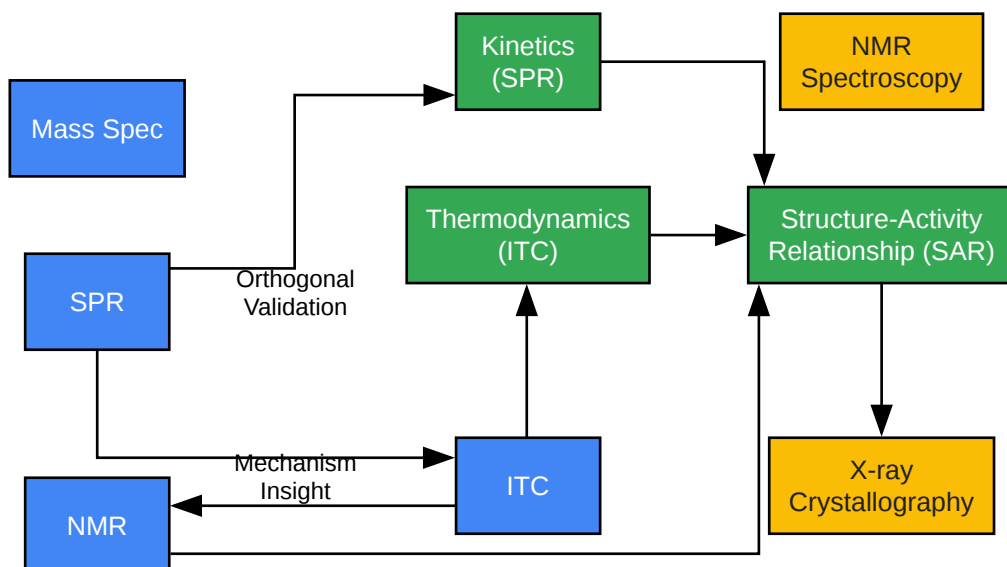 Kinetics
(SPR)
NMR
Spectroscopy
Mass Spec
Thermodynamics
(ITC)
Structure-Activity
Relationship (SAR)
SPR
Orthogonal
Validation
Mechanism
Insight
ITC
X-ray
Crystallography
NMR